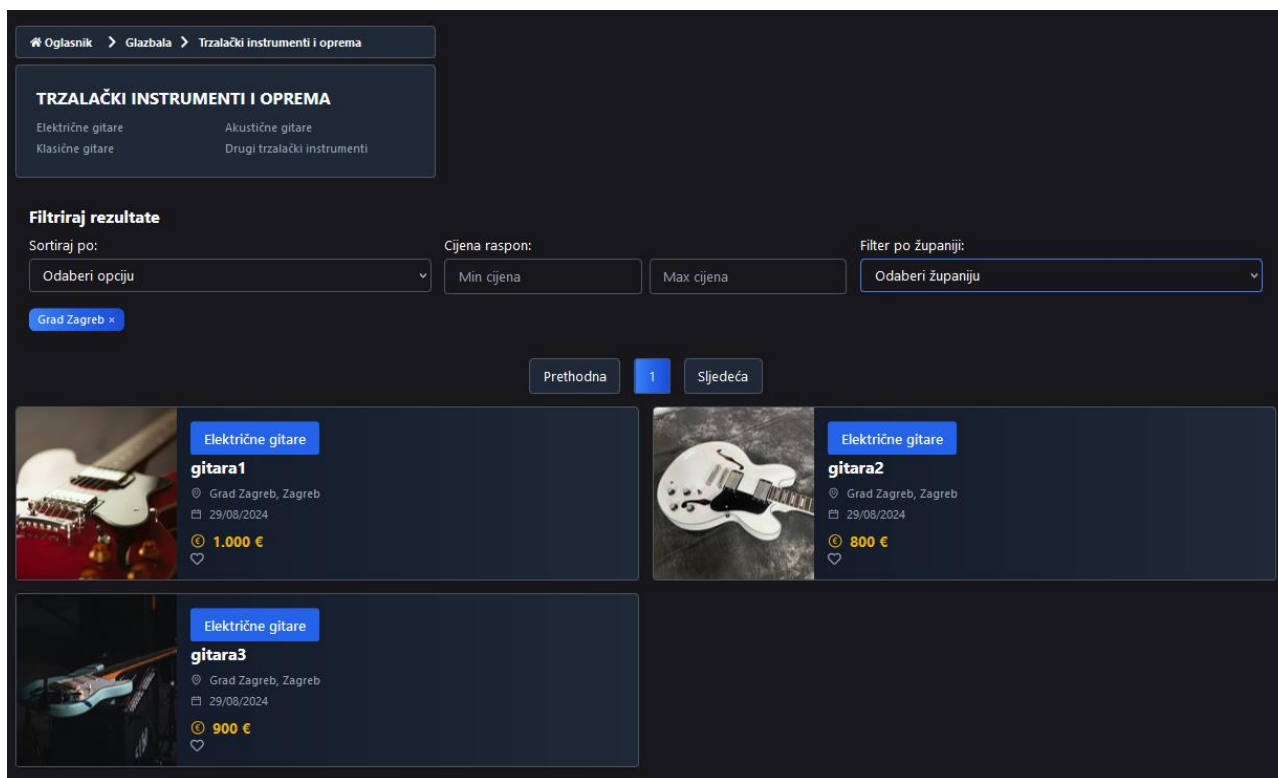 Oglasnik > Glazbala > Trzalački instrumenti i oprema
TRZALAČKI INSTRUMENTI I OPREMA
Električne gitare Akustične gitare
Klasične gitare Drugi trzalački instrumenti
Filtriraj rezultate
Sortiraj po: Cijena raspon: Filter po županiji:
Odaberi opciju Min cijena Max cijena Odaberi županiju
Grad Zagreb ×
Prethodna 1 Sljedeća
Električne gitare
gitara1
Grad Zagreb, Zagreb
29/08/2024
1.000 €
Električne gitare
gitara2
Grad Zagreb, Zagreb
29/08/2024
800 €
Električne gitare
gitara3
Grad Zagreb, Zagreb
29/08/2024
900 €